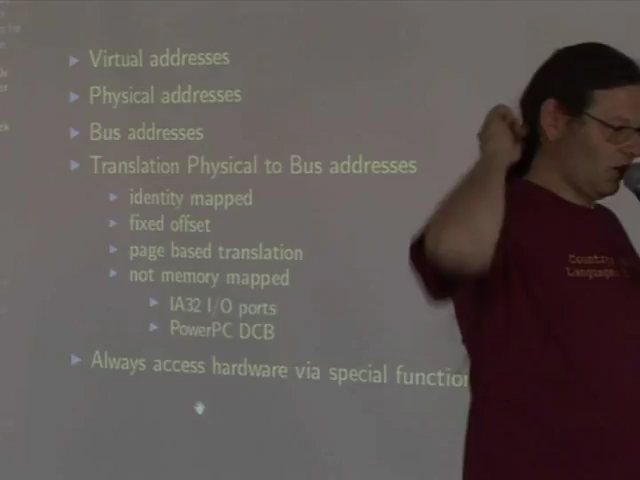 Virtual addresses
Physical addresses
Bus addresses
Translation Physical to Bus addresses
identity mapped
fixed offset
page based translation
not memory mapped
IA32 I/O ports
PowerPC DCB
Always access hardware via special function